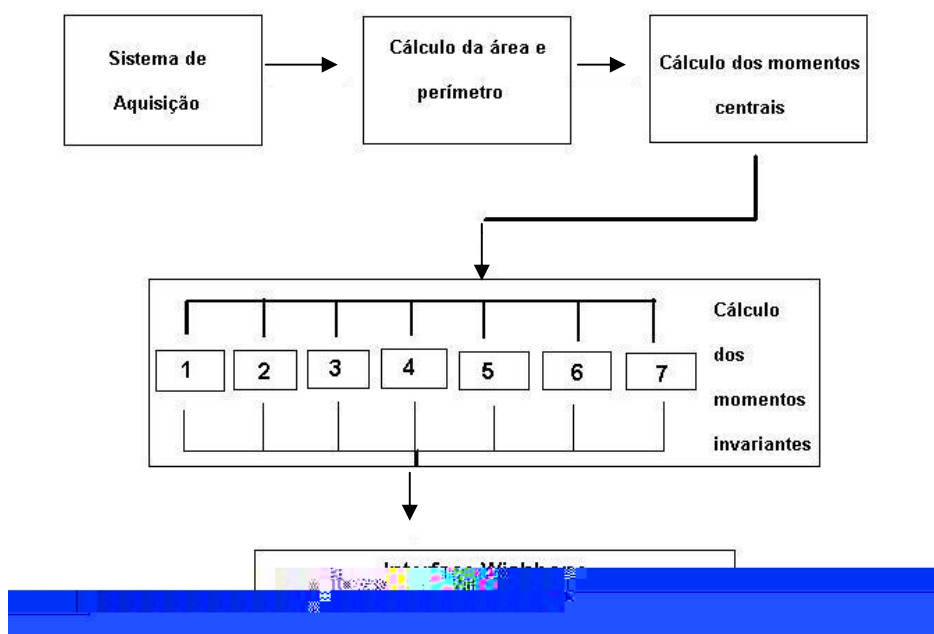 Sistema de
Aquisição
Cálculo da área e
perímetro
Cálculo dos momentos
centrais
1 2 3 4 5 6 7
Cálculo
dos
momentos
invariantes
Interface